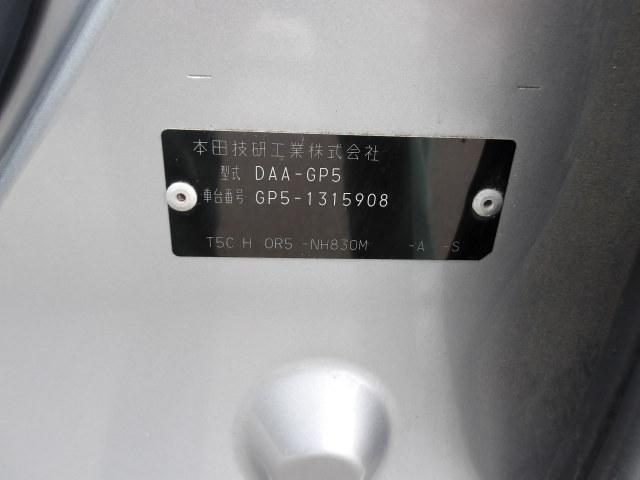 本田技研工業株式会社
型式 DAA-GP5
車台番号 GP5-1315908
T5C H OR5 -NH830M -A -S